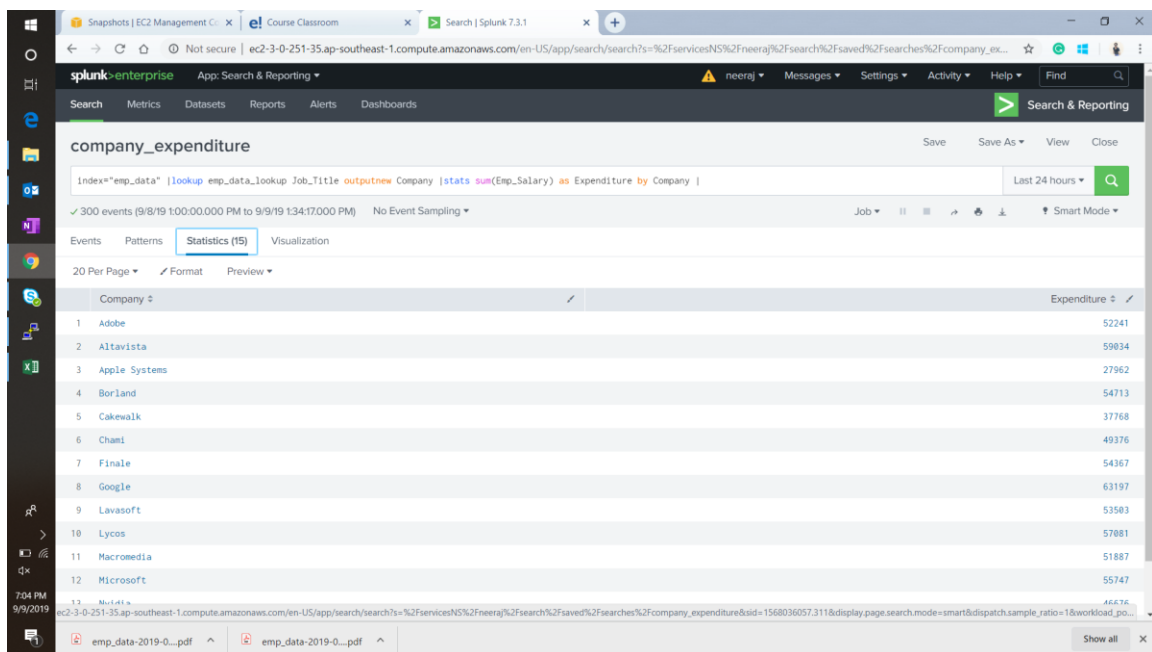 Snapshots | EC2 Management Co
Course Classroom
Search | Splunk 7.3.1
Not secure | ec2-3-0-251-35.ap-southeast-1.compute.amazonaws.com/en-US/app/search/search?s=%2FservicesNS%2Fneeraj%2Fsearch%2Fsaved%2Fsearches%2Fcompany_ex...
splunk>enterprise App: Search & Reporting neeraj Messages Settings Activity Help Find
Search Metrics Datasets Reports Alerts Dashboards Search & Reporting
company_expenditure Save Save As View Close
index="emp_data" |lookup emp_data_lookup Job_Title outputnew Company |stats sum(Emp_Salary) as Expenditure by Company | Last 24 hours
✓ 300 events (9/8/19 1:00:00.000 PM to 9/9/19 1:34:17.000 PM) No Event Sampling Job Smart Mode
Events Patterns Statistics (15) Visualization
20 Per Page Format Preview
Company Expenditure
1 Adobe 52241
2 Altavista 59034
3 Apple Systems 27962
4 Borland 54713
5 Cakewalk 37768
6 Chami 49376
7 Finale 54367
8 Google 63197
9 Lavasoft 53503
10 Lycos 57081
11 Macromedia 51887
12 Microsoft 55747
13 Nvidia 46676
ec2-3-0-251-35.ap-southeast-1.compute.amazonaws.com/en-US/app/search/search?s=%2FservicesNS%2Fneeraj%2Fsearch%2Fsaved%2Fsearches%2Fcompany_expenditure&sid=1568036057.311&display.page.search.mode=smart&dispatch.sample_ratio=1&workload_po...
7:04 PM
9/9/2019
emp_data-2019-0....pdf emp_data-2019-0....pdf Show all